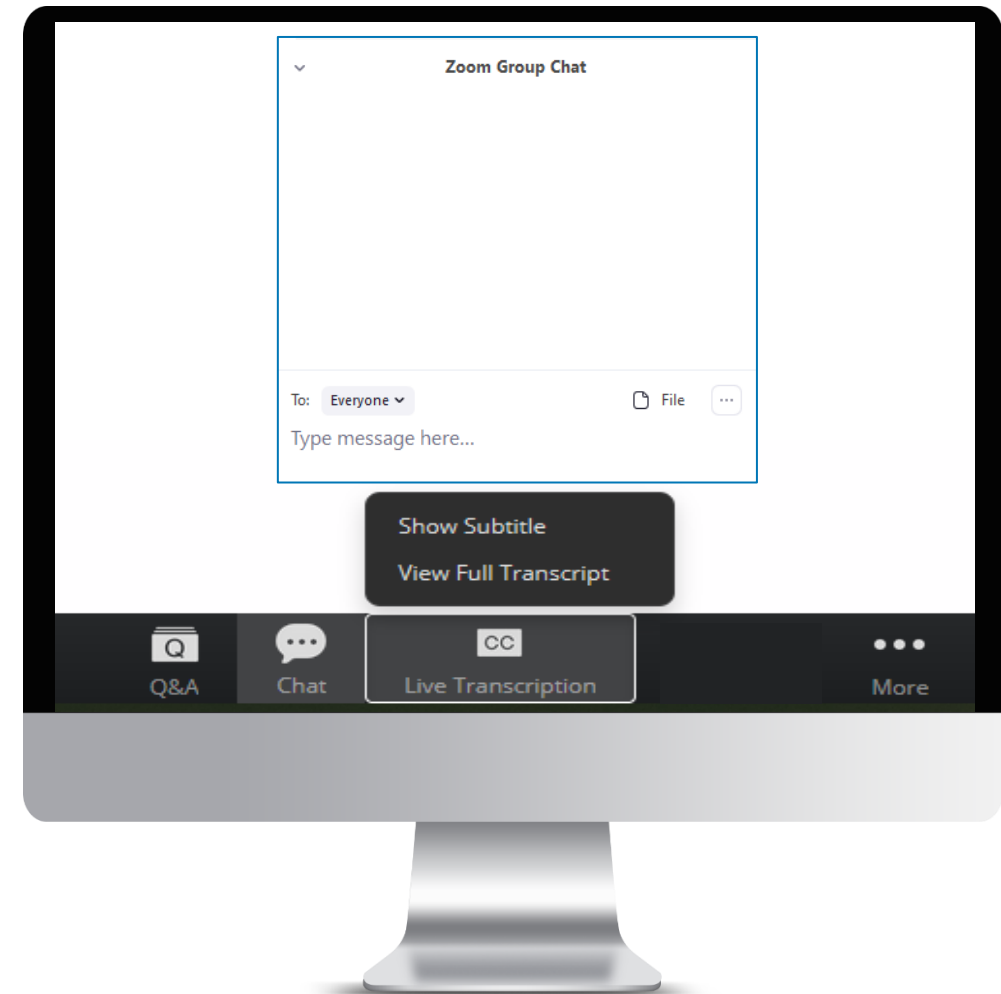 Zoom Group Chat
To: Everyone File
Type message here...
Show Subtitle
View Full Transcript
Q CC
Q&A Chat Live Transcription More